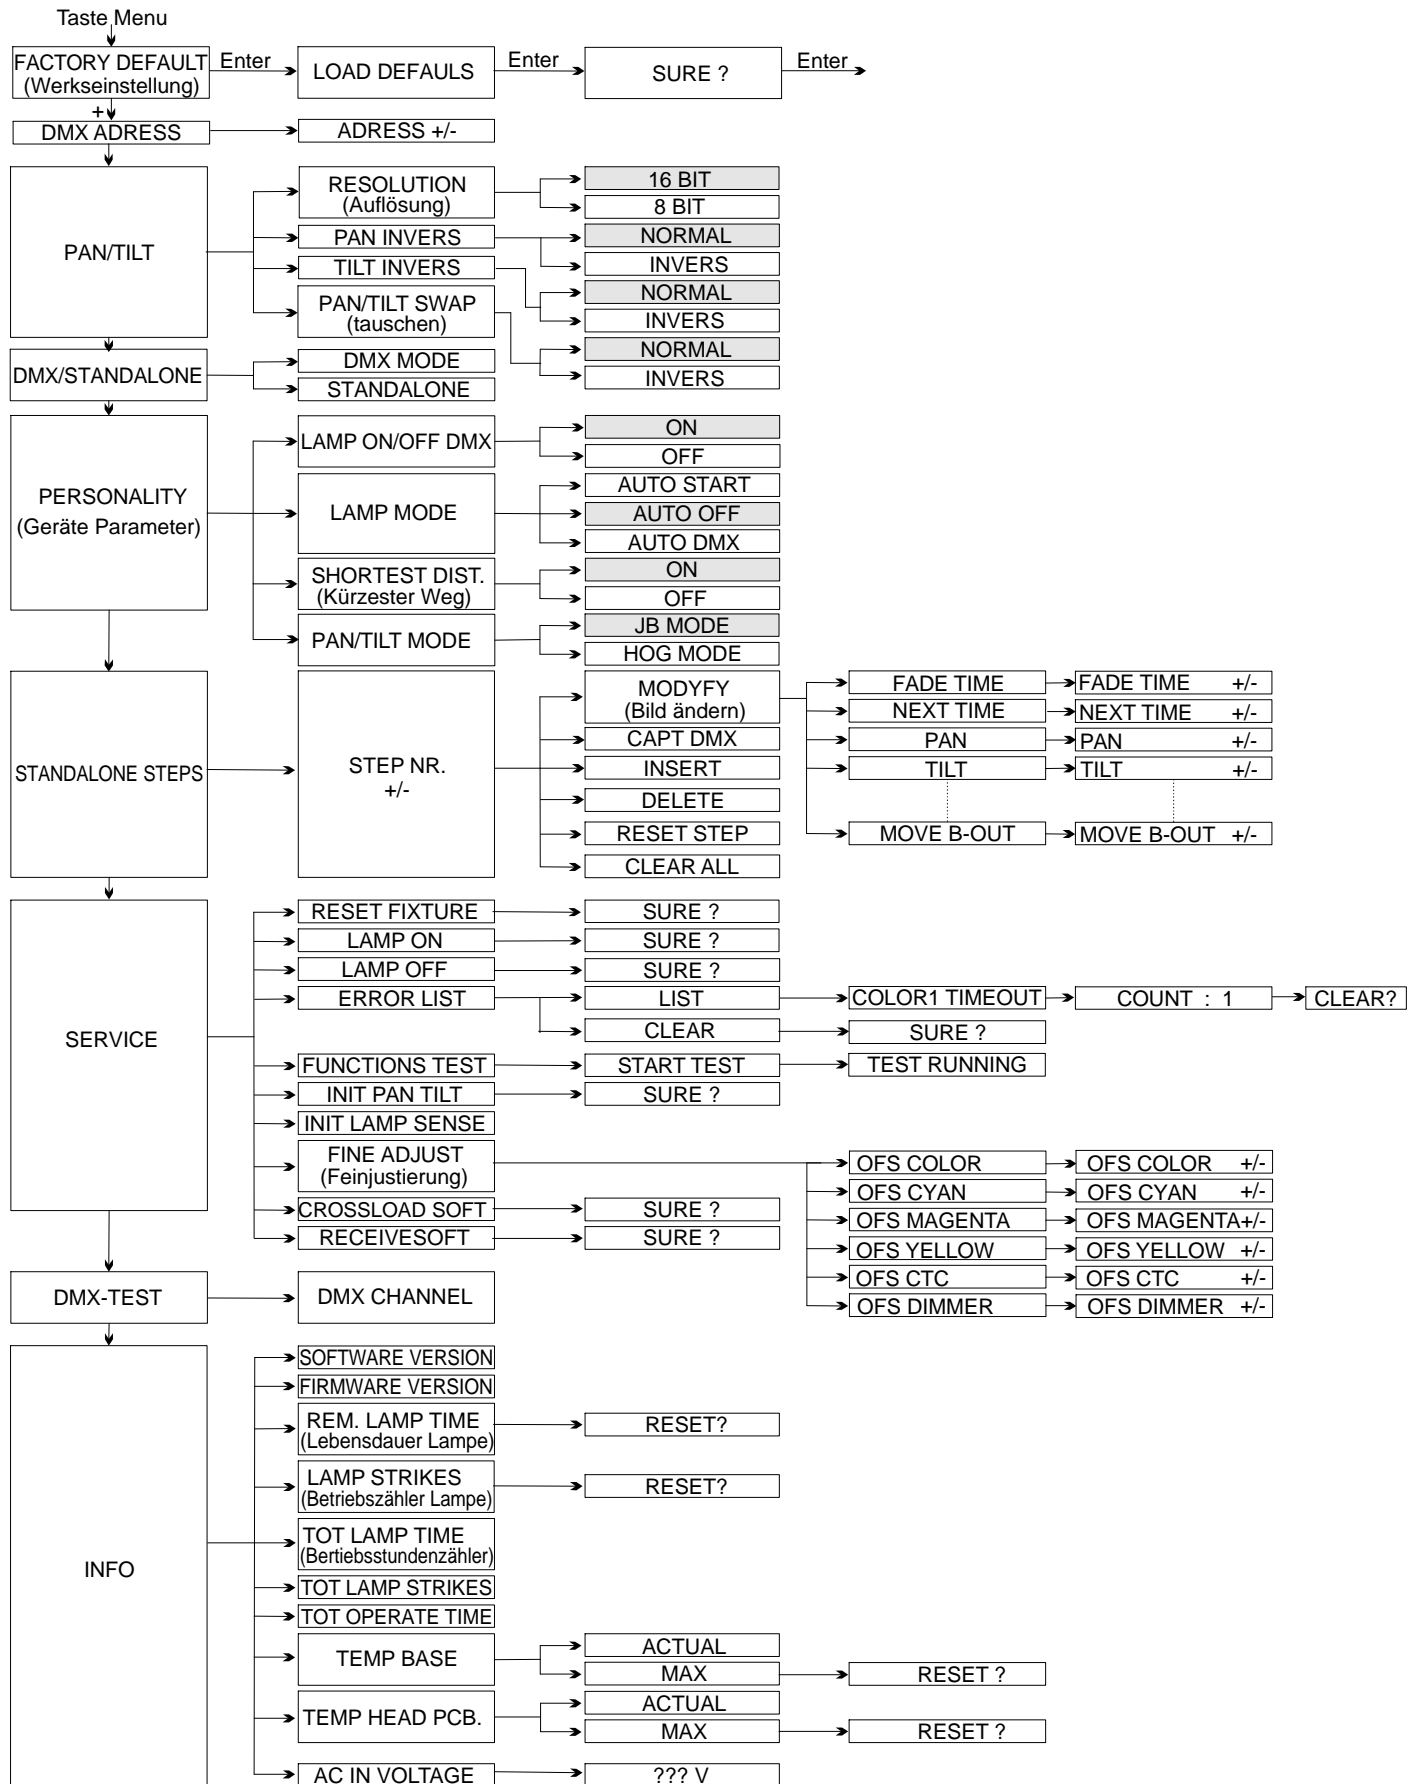 Taste Menu
FACTORY DEFAULT
(Werkseinstellung)
Enter
LOAD DEFAULS
Enter
SURE ?
Enter
+
DMX ADRESS
ADRESS +/-
PAN/TILT
RESOLUTION
(Auflösung)
16 BIT
8 BIT
PAN INVERS
NORMAL
INVERS
TILT INVERS
NORMAL
INVERS
PAN/TILT SWAP
(tauschen)
NORMAL
INVERS
DMX/STANDALONE
DMX MODE
STANDALONE
PERSONALITY
(Geräte Parameter)
LAMP ON/OFF DMX
ON
OFF
LAMP MODE
AUTO START
AUTO OFF
AUTO DMX
SHORTEST DIST.
(Kürzester Weg)
ON
OFF
PAN/TILT MODE
JB MODE
HOG MODE
STANDALONE STEPS
STEP NR.
+/-
MODYFY
(Bild ändern)
FADE TIME
FADE TIME +/-
NEXT TIME
NEXT TIME +/-
PAN
PAN +/-
TILT
TILT +/-
MOVE B-OUT
MOVE B-OUT +/-
CAPT DMX
INSERT
DELETE
RESET STEP
CLEAR ALL
SERVICE
RESET FIXTURE
SURE ?
LAMP ON
SURE ?
LAMP OFF
SURE ?
ERROR LIST
LIST
COLOR1 TIMEOUT
COUNT : 1
CLEAR?
CLEAR
SURE ?
FUNCTIONS TEST
START TEST
TEST RUNNING
INIT PAN TILT
SURE ?
INIT LAMP SENSE
FINE ADJUST
(Feinjustierung)
OFS COLOR
OFS COLOR +/-
OFS CYAN
OFS CYAN +/-
OFS MAGENTA
OFS MAGENTA+/-
OFS YELLOW
OFS YELLOW +/-
OFS CTC
OFS CTC +/-
OFS DIMMER
OFS DIMMER +/-
CROSSLOAD SOFT
SURE ?
RECEIVESOFT
SURE ?
DMX-TEST
DMX CHANNEL
INFO
SOFTWARE VERSION
FIRMWARE VERSION
REM. LAMP TIME
(Lebensdauer Lampe)
RESET?
LAMP STRIKES
(Betriebszähler Lampe)
RESET?
TOT LAMP TIME
(Bertiebsstundenzähler)
TOT LAMP STRIKES
TOT OPERATE TIME
TEMP BASE
ACTUAL
MAX
RESET ?
TEMP HEAD PCB.
ACTUAL
MAX
RESET ?
AC IN VOLTAGE
??? V